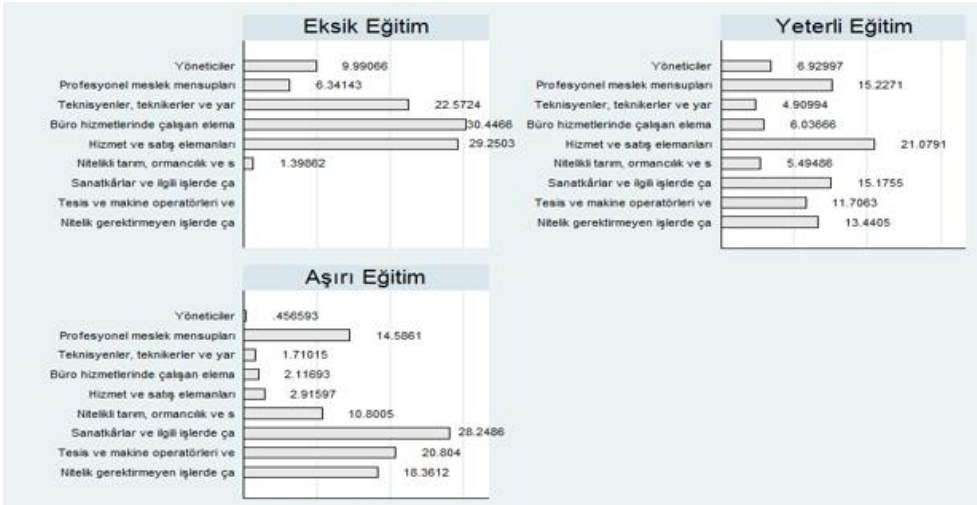 Eksik Eğitim
Yöneticiler 9.99066
Profesyonel meslek mensupları 6.34143
Teknisyenler, teknikerler ve yar 22.5724
Büro hizmetlerinde çalışan elema 30.4466
Hizmet ve satış elemanları 29.2503
Nitelikli tarım, ormancılık ve s 1.39862
Sanatkârlar ve ilgili işlerde ça
Tesis ve makine operatörleri ve
Nitelik gerektirmeyen işlerde ça
Yeterli Eğitim
Yöneticiler 6.92997
Profesyonel meslek mensupları 15.2271
Teknisyenler, teknikerler ve yar 4.90994
Büro hizmetlerinde çalışan elema 6.03666
Hizmet ve satış elemanları 21.0791
Nitelikli tarım, ormancılık ve s 5.49486
Sanatkârlar ve ilgili işlerde ça 15.1755
Tesis ve makine operatörleri ve 11.7063
Nitelik gerektirmeyen işlerde ça 13.4405
Aşırı Eğitim
Yöneticiler .456593
Profesyonel meslek mensupları 14.5861
Teknisyenler, teknikerler ve yar 1.71015
Büro hizmetlerinde çalışan elema 2.11693
Hizmet ve satış elemanları 2.91597
Nitelikli tarım, ormancılık ve s 10.8005
Sanatkârlar ve ilgili işlerde ça 28.2486
Tesis ve makine operatörleri ve 20.804
Nitelik gerektirmeyen işlerde ça 18.3612